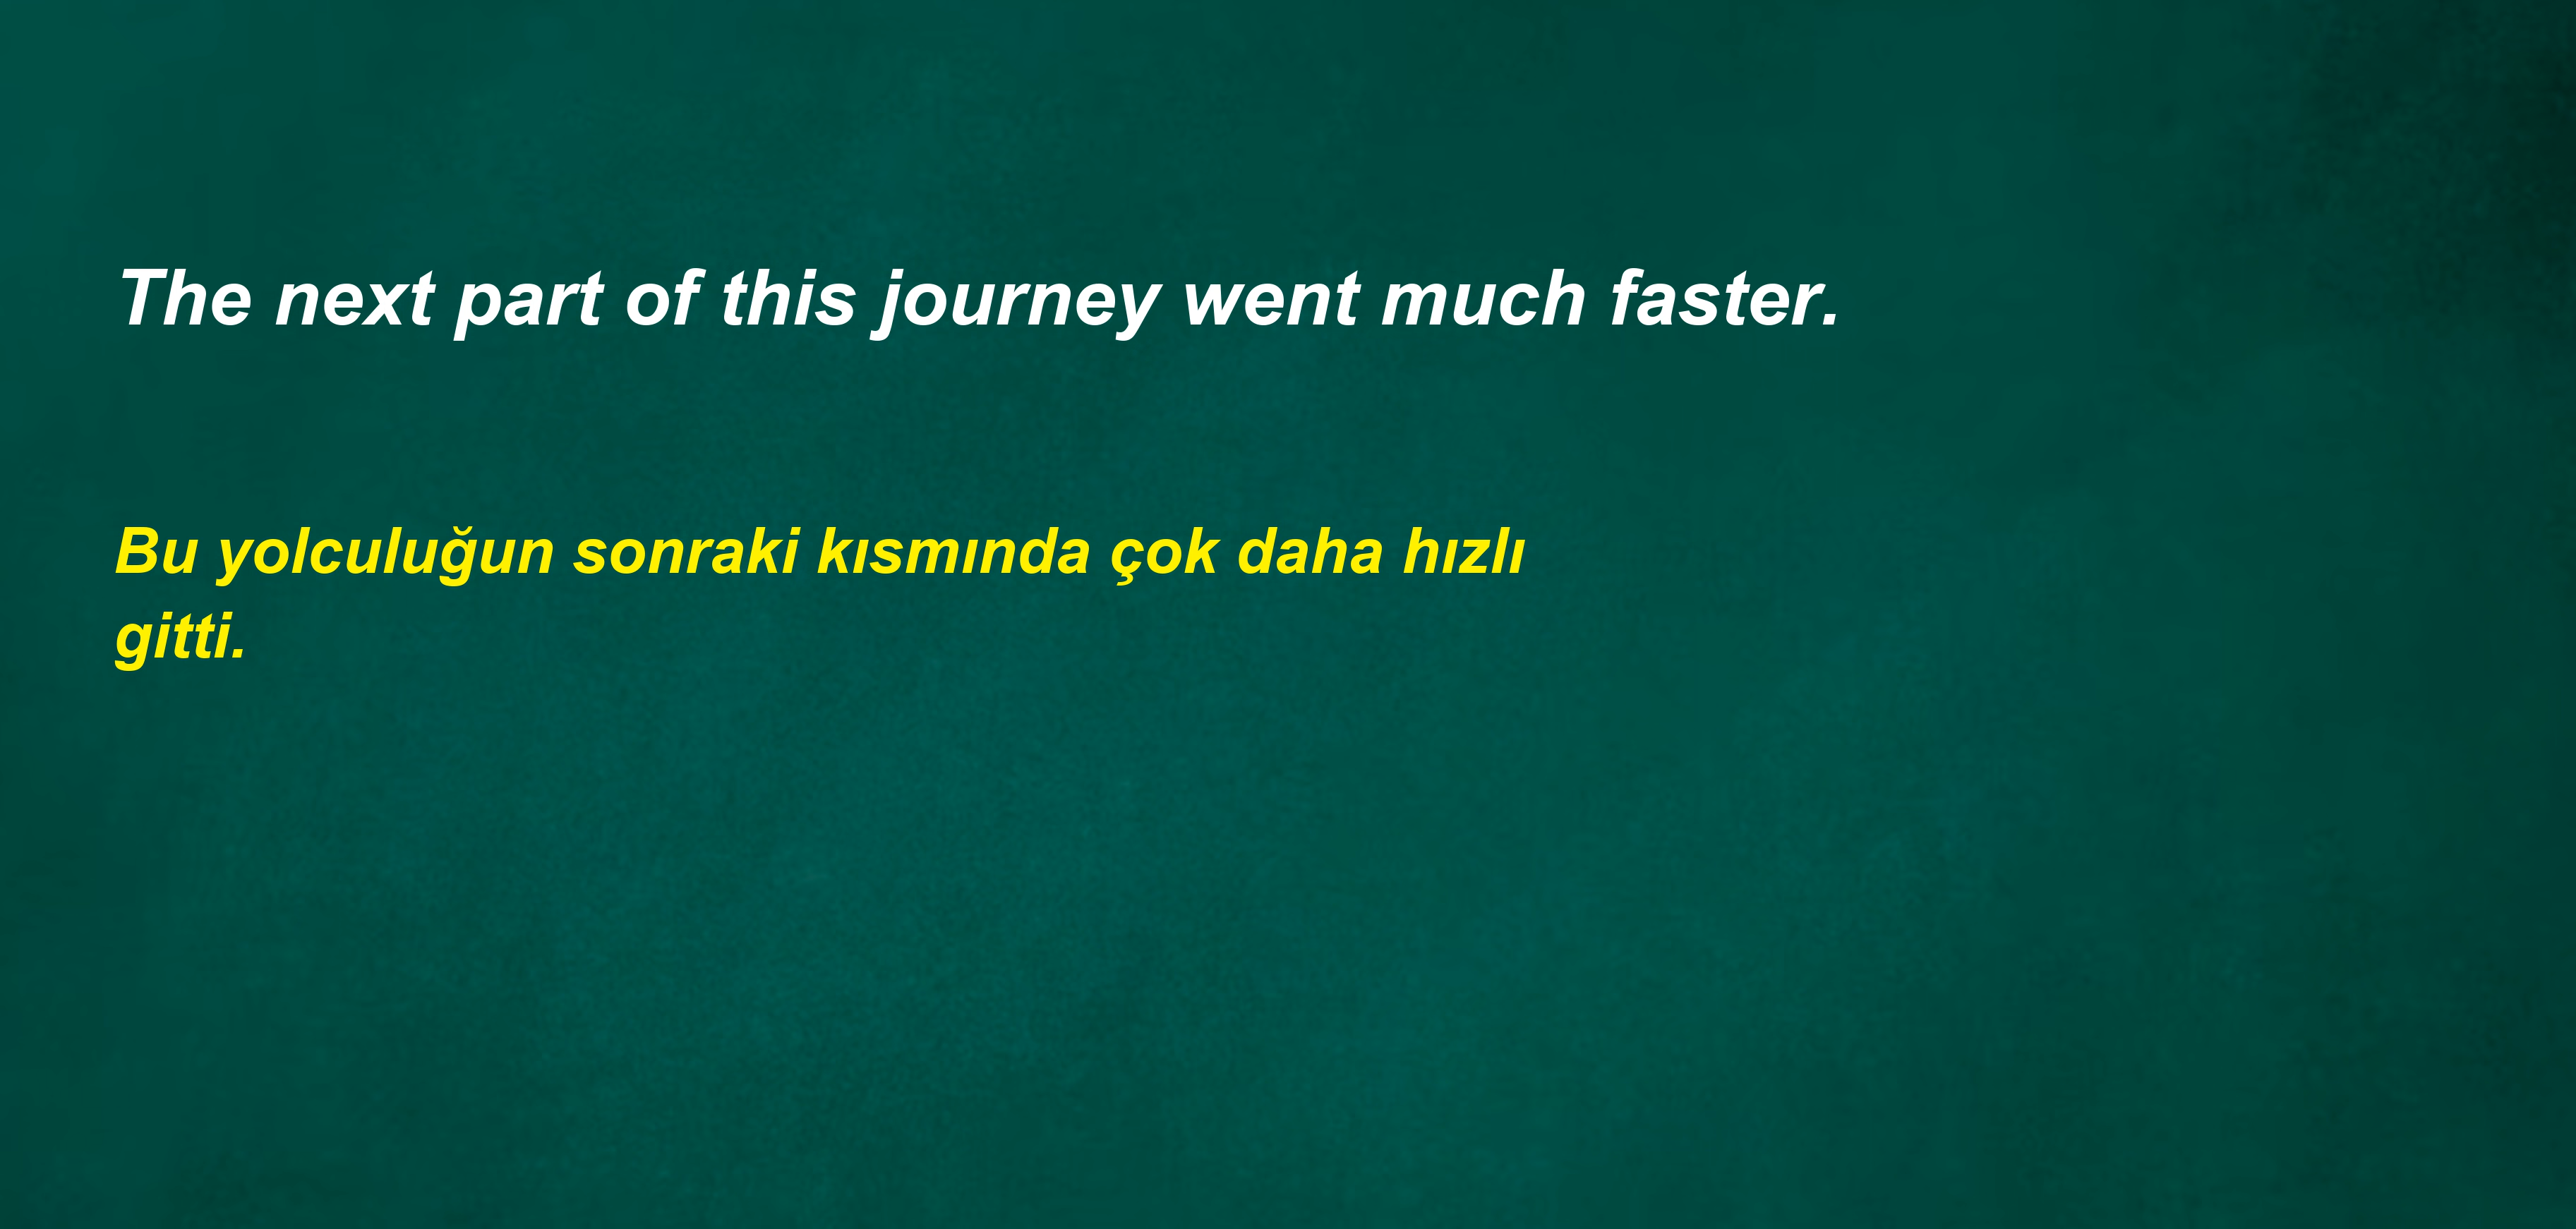 The next part of this journey went much faster.
Bu yolculuğun sonraki kısmında çok daha hızlı
gitti.